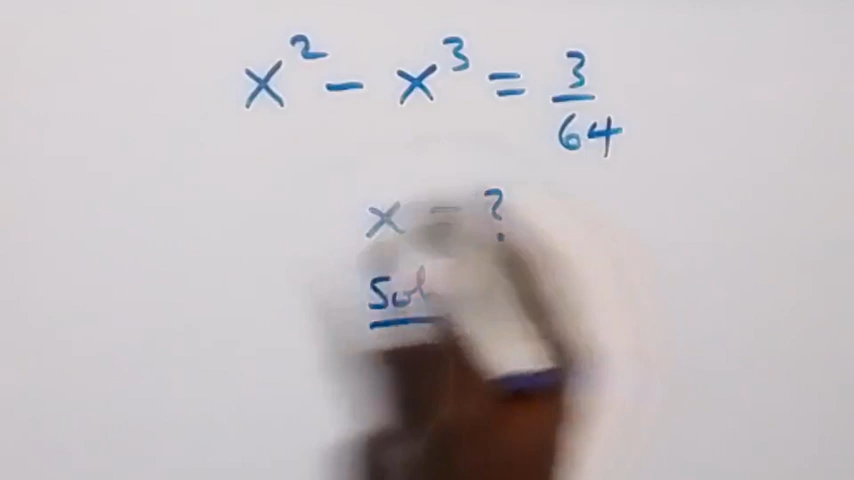 x² - x³ = 3/64
x = ?
Sol